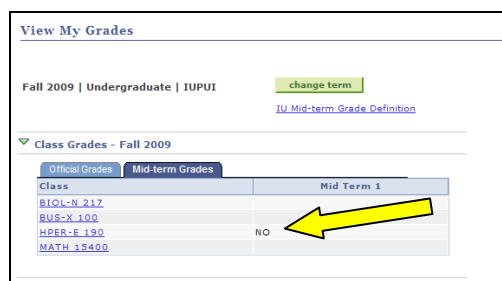 View My Grades
Fall 2009 | Undergraduate | IUPUI
change term
IU Mid-term Grade Definition
Class Grades - Fall 2009
Official Grades Mid-term Grades
Class Mid Term 1
BIOL-N 217
BUS-X 100
HPER-E 190 NO
MATH 15400